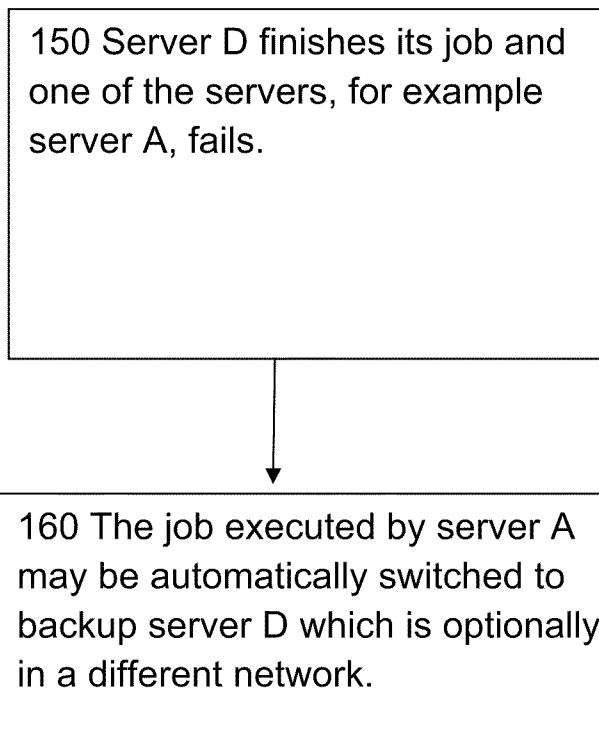 150 Server D finishes its job and
one of the servers, for example
server A, fails.
160 The job executed by server A
may be automatically switched to
backup server D which is optionally
in a different network.